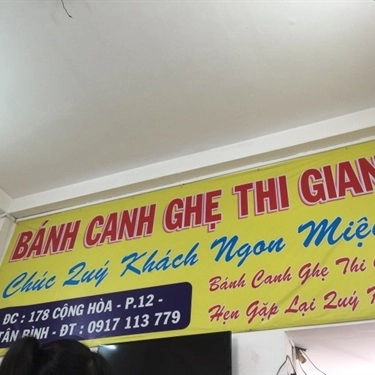 BÁNH CANH GHẸ THI GIAN
Chúc Quý Khách Ngon Miệ
ĐC : 178 CỘNG HÒA - P.12 -
TÂN BÌNH - ĐT : 0917 113 779
Bánh Canh Ghẹ Thi
Hẹn Gặp Lại Quý